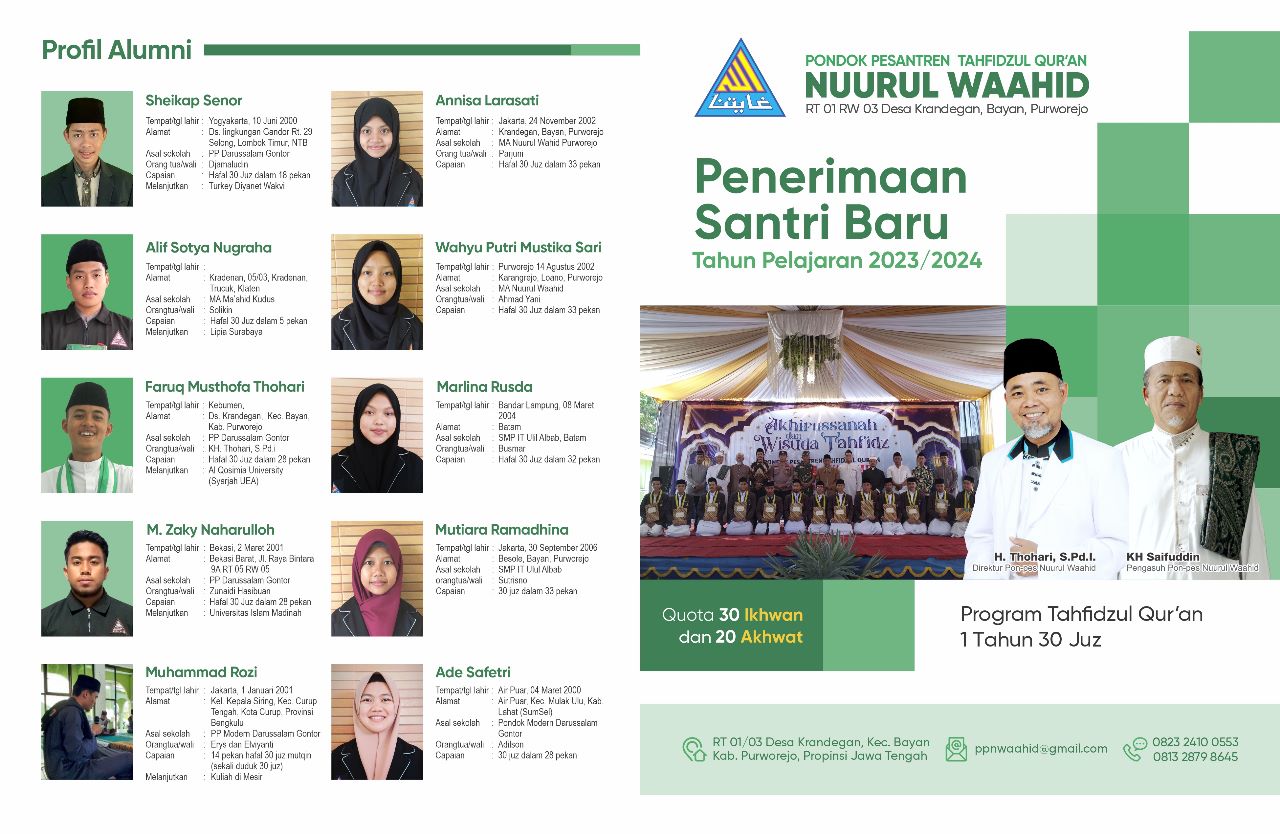 Profil Alumni
Sheikap Senor
Tempat/tgl lahir : Yogyakarta, 10 Juni 2000
Alamat : Ds. lingkungan Gandor Rt. 29
Selong, Lombok Timur, NTB
Asal sekolah : PP Darussalam Gontor
Orang tua/wali : Djamaludin
Capaian : Hafal 30 Juz dalam 18 pekan
Melanjutkan : Turkey Diyanet Wakvi
Alif Sotya Nugraha
Tempat/tgl lahir :
Alamat : Kradenan, 05/03, Kradenan,
Trucuk, Klaten
Asal sekolah : MA Ma'ahid Kudus
Orangtua/wali : Solikin
Capaian : Hafal 30 Juz dalam 5 pekan
Melanjutkan : Lipia Surabaya
Faruq Musthofa Thohari
Tempat/tgl lahir : Kebumen,
Alamat : Ds. Krandegan, Kec. Bayan,
Kab. Purworejo
Asal sekolah : PP Darussalam Gontor
Orangtua/wali : KH. Thohari, S.Pd.i
Capaian : Hafal 30 Juz dalam 28 pekan
Melanjutkan : Al Qosimia University
(Syarjah UEA)
M. Zaky Naharulloh
Tempat/tgl lahir : Bekasi, 2 Maret 2001
Alamat : Bekasi Barat, Jl. Raya Bintara
9A RT 05 RW 05
Asal sekolah : PP Darussalam Gontor
Orangtua/wali : Zunaidi Hasibuan
Capaian : Hafal 30 Juz dalam 28 pekan
Melanjutkan : Universitas Islam Madinah
Muhammad Rozi
Tempat/tgl lahir : Jakarta, 1 Januari 2001
Alamat : Kel. Kepala Siring, Kec. Curup
Tengah, Kota Curup, Provinsi
Bengkulu
Asal sekolah : PP Modern Darussalam Gontor
Orangtua/wali : Erys dan Elviyanti
Capaian : 14 pekan hafal 30 juz mutqin
(sekali duduk 30 juz)
Melanjutkan : Kuliah di Mesir
Annisa Larasati
Tempat/tgl lahir : Jakarta, 24 November 2002
Alamat : Krandegan, Bayan, Purworejo
Asal sekolah : MA Nuurul Wahid Purworejo
Orang tua/wali : Parjuni
Capaian : Hafal 30 Juz dalam 33 pekan
Wahyu Putri Mustika Sari
Tempat/tgl lahir : Purworejo 14 Agustus 2002
Alamat : Karangrejo, Loano, Purworejo
Asal sekolah : MA Nuurul Waahid
Orangtua/wali : Ahmad Yani
Capaian : Hafal 30 Juz dalam 33 pekan
Marlina Rusda
Tempat/tgl lahir : Bandar Lampung, 08 Maret
2004
Alamat : Batam
Asal sekolah : SMP IT Ulil Albab, Batam
Orangtua/wali : Busmar
Capaian : Hafal 30 Juz dalam 32 pekan
Mutiara Ramadhina
Tempat/tgl lahir : Jakarta, 30 September 2006
Alamat : Besole, Bayan, Purworejo
Asal sekolah : SMP IT Ulul Albab
orangtua/wali : Sutrisno
Capaian : 30 juz dalam 33 pekan
Ade Safetri
Tempat/tgl lahir : Air Puar, 04 Maret 2000
Alamat : Air Puar, Kec. Mulak Ulu, Kab.
Lahat (SumSel)
Asal sekolah : Pondok Modern Darussalam
Gontor
Orangtua/wali : Adilson
Capaian : 30 juz dalam 28 pekan
غايتنا
PONDOK PESANTREN TAHFIDZUL QUR'AN
NUURUL WAAHID
RT 01 RW 03 Desa Krandegan, Bayan, Purworejo
Penerimaan
Santri Baru
Tahun Pelajaran 2023/2024
Akhirussanah
dan
Wisuda Tahfidz
PONDOK PESANTREN TAHFIDZUL QUR'AN
H. Thohari, S.Pd.I.
Direktur Pon-pes Nuurul Waahid
KH Saifuddin
Pengasuh Pon-pes Nuurul Waahid
Quota 30 Ikhwan
dan 20 Akhwat
Program Tahfidzul Qur'an
1 Tahun 30 Juz
RT 01/03 Desa Krandegan, Kec. Bayan
Kab. Purworejo, Propinsi Jawa Tengah
ppnwaahid@gmail.com
0823 2410 0553
0813 2879 8645